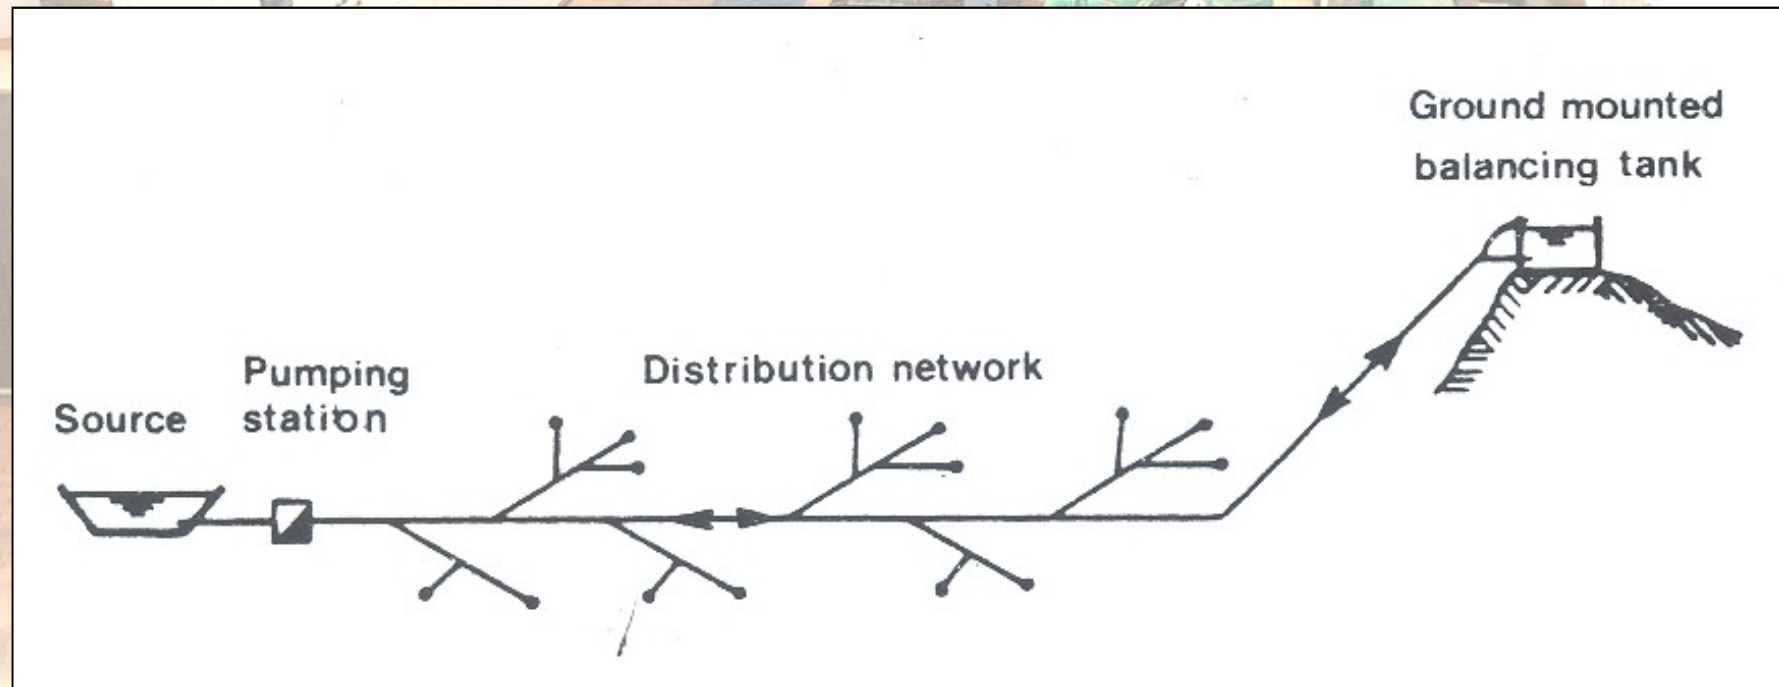 Ground mounted
balancing tank
Pumping
station
Distribution network
Source